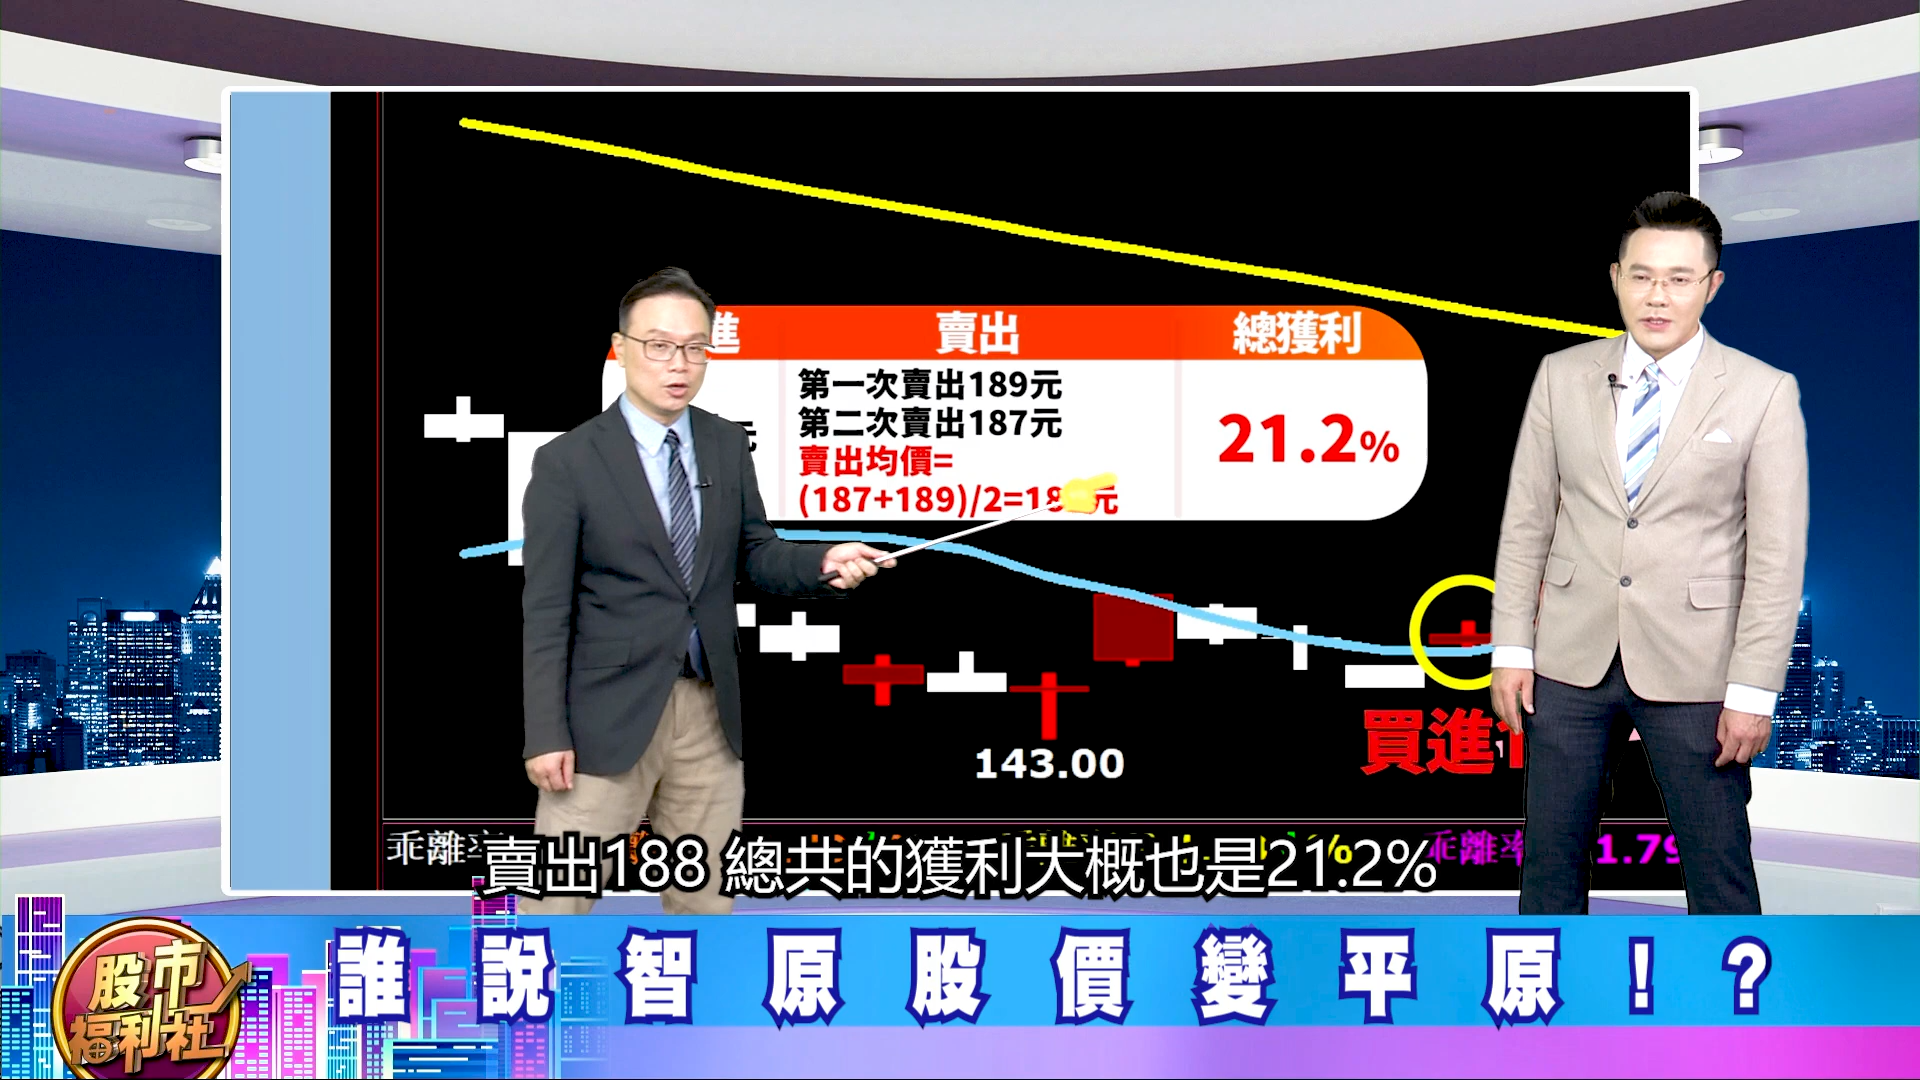 進
賣出
總獲利
元
第一次賣出189元
第二次賣出187元
賣出均價=
(187+189)/2=18 元
21.2%
143.00
買進
乖離率
乖離率
1.79
賣出188 總共的獲利大概也是21.2%
誰說智原股價變平原！？
股市
福利社